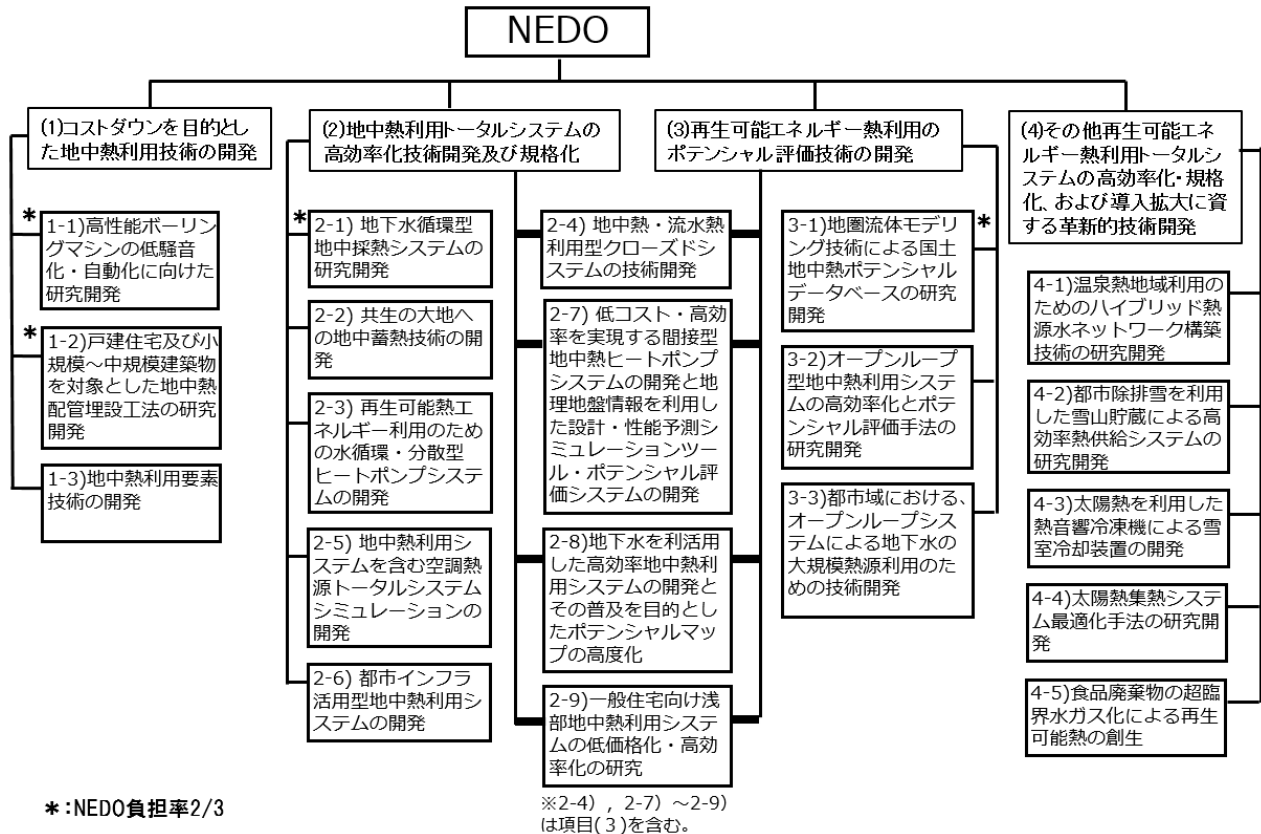 NEDO
(1)コストダウンを目的とし
た地中熱利用技術の開発
*
1-1)高性能ボーリン
グマシンの低騒音
化・自動化に向けた
研究開発
*
1-2)戸建住宅及び小
規模～中規模建築物
を対象とした地中熱
配管埋設工法の研究
開発
1-3)地中熱利用要素
技術の開発
(2)地中熱利用トータルシステムの
高効率化技術開発及び規格化
*
2-1) 地下水循環型
地中採熱システムの
研究開発
2-2) 共生の大地へ
の地中蓄熱技術の開
発
2-3) 再生可能熱エ
ネルギー利用のため
の水循環・分散型
ヒートポンプシステ
ムの開発
2-5) 地中熱利用シ
ステムを含む空調熱
源トータルシステム
シミュレーションの
開発
2-6) 都市インフラ
活用型地中熱利用シ
ステムの開発
2-4) 地中熱・流水熱
利用型クローズドシ
ステムの技術開発
2-7) 低コスト・高効
率を実現する間接型
地中熱ヒートポンプ
システムの開発と地
理地盤情報を利用し
た設計・性能予測シ
ミュレーションツー
ル・ポテンシャル評
価システムの開発
2-8)地下水を利活用
した高効率地中熱利
用システムの開発と
その普及を目的とし
たポテンシャルマッ
プの高度化
2-9)一般住宅向け浅
部地中熱利用システ
ムの低価格化・高効
率化の研究
※2-4）, 2-7）～2-9）
は項目(３)を含む。
(3)再生可能エネルギー熱利用の
ポテンシャル評価技術の開発
*
3-1)地圏流体モデ
リング技術による国土
地中熱ポテンシャル
データベースの研究
開発
3-2)オープンループ
型地中熱利用システ
ムの高効率化とポテ
ンシャル評価手法の
研究開発
3-3)都市域における、
オープンループシス
テムによる地下水の
大規模熱源利用のた
めの技術開発
(4)その他再生可能エネ
ルギー熱利用トータルシ
ステムの高効率化・規格
化、および導入拡大に資
する革新的技術開発
4-1)温泉熱地域利用の
ためのハイブリッド熱
源水ネットワーク構築
技術の研究開発
4-2)都市除排雪を利用
した雪山貯蔵による高
効率熱供給システムの
研究開発
4-3)太陽熱を利用した
熱音響冷凍機による雪
室冷却装置の開発
4-4)太陽熱集熱システ
ム最適化手法の研究開
発
4-5)食品廃棄物の超臨
界水ガス化による再生
可能熱の創生
*:NEDO負担率2/3